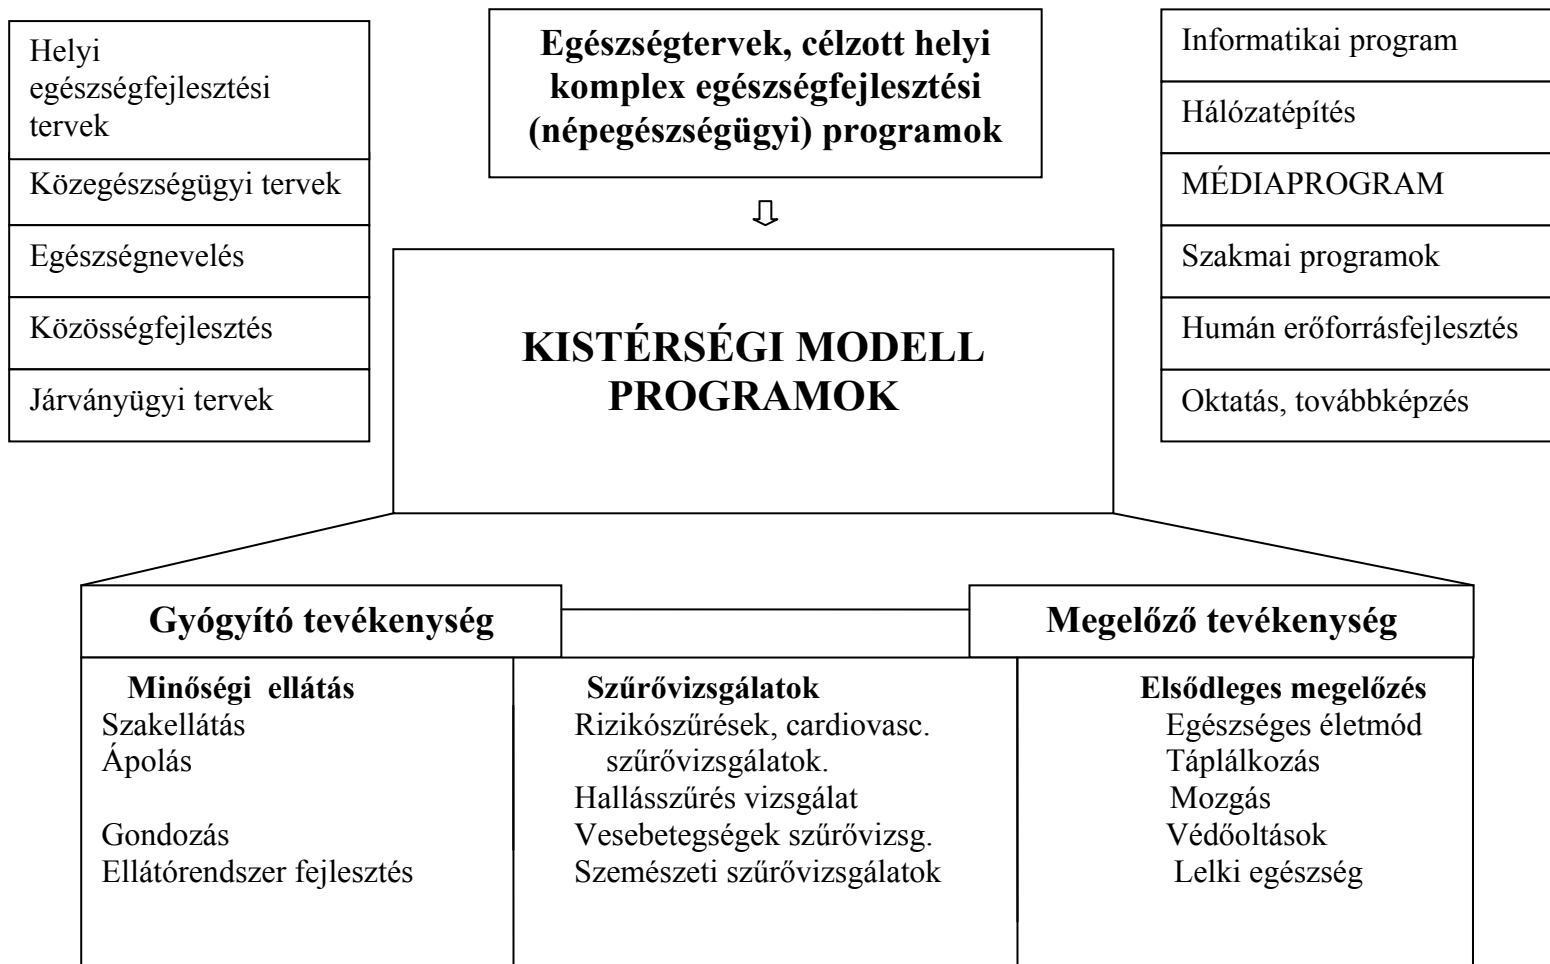 Helyi
egészségfejlesztési
tervek
Közegészségügyi tervek
Egészségnevelés
Közösségfejlesztés
Járványügyi tervek
Egészségtervek, célzott helyi
komplex egészségfejlesztési
(népegészségügyi) programok
Informatikai program
Hálózatépítés
MÉDIAPROGRAM
Szakmai programok
Humán erőforrásfejlesztés
Oktatás, továbbképzés
KISTÉRSÉGI MODELL
PROGRAMOK
Gyógyító tevékenység
Megelőző tevékenység
Minőségi ellátás
Szakellátás
Ápolás
Gondozás
Ellátórendszer fejlesztés
Szűrővizsgálatok
Rizikószűrések, cardiovasc.
szűrővizsgálatok.
Hallásszűrés vizsgálat
Vesebetegségek szűrővizsg.
Szemészeti szűrővizsgálatok
Elsődleges megelőzés
Egészséges életmód
Táplálkozás
Mozgás
Védőoltások
Lelki egészség